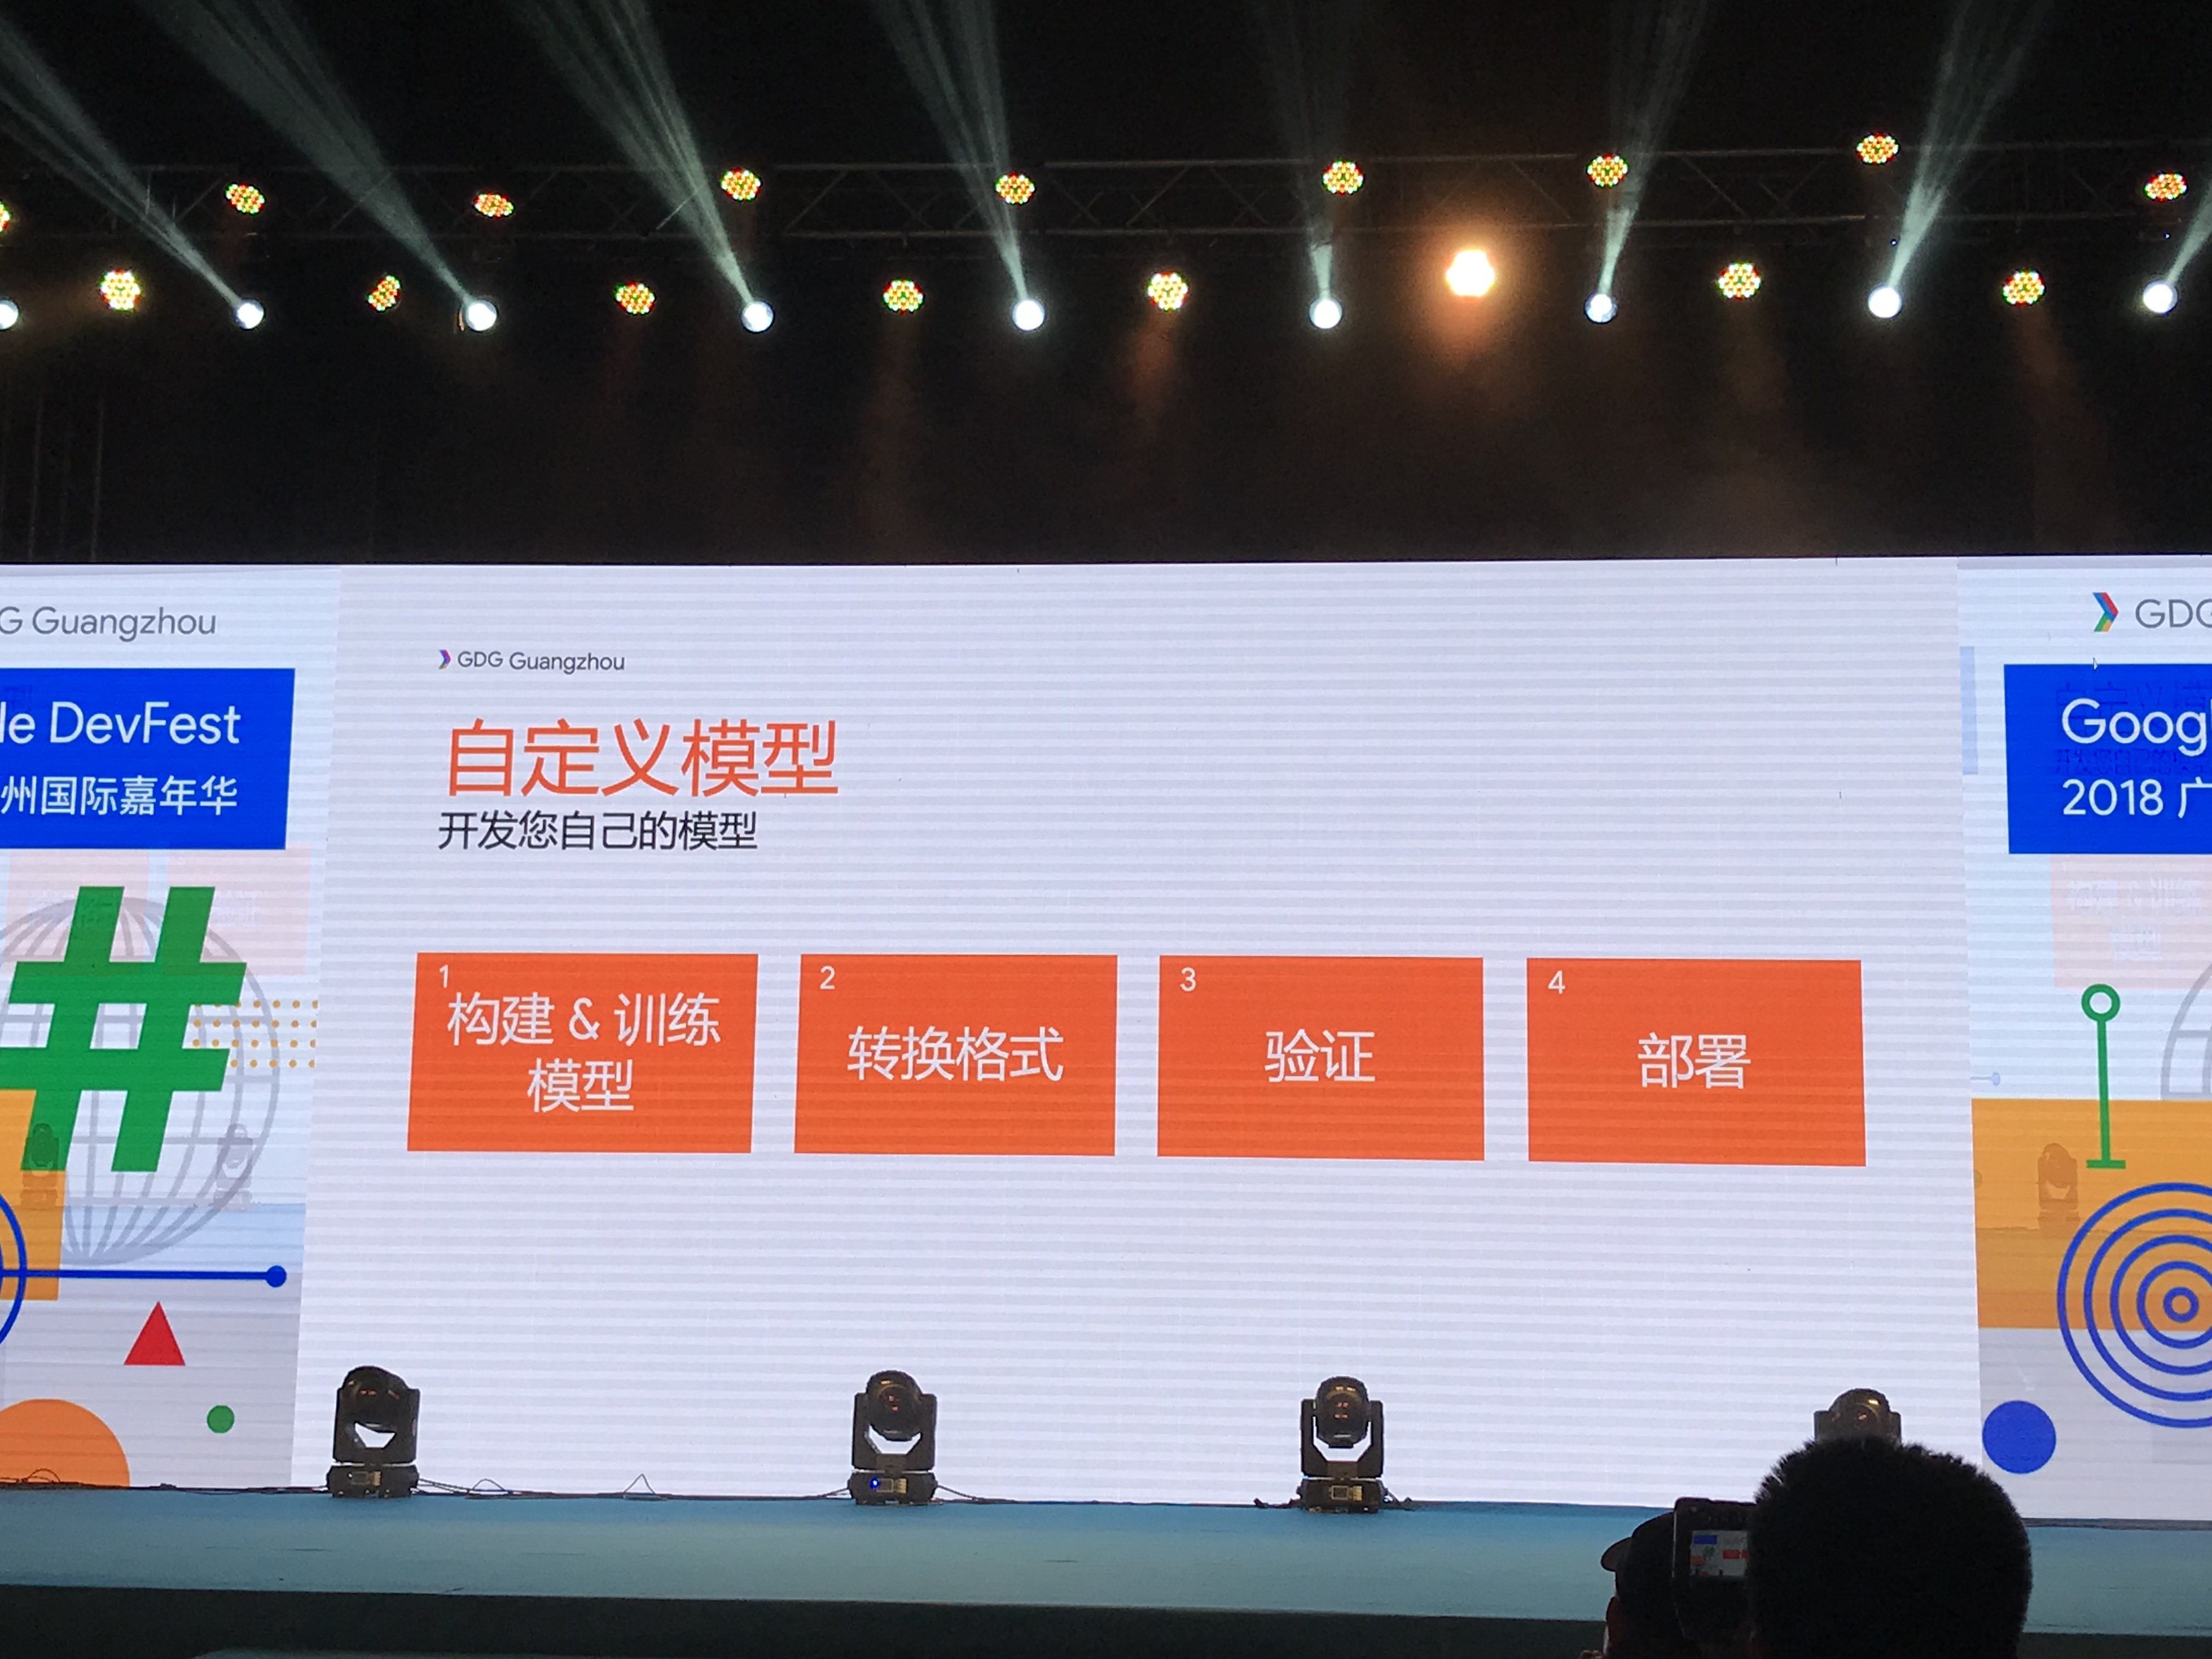 G Guangzhou
le DevFest
州国际嘉年华
#
GDG Guangzhou
自定义模型
开发您自己的模型
1
构建 & 训练
模型
2
转换格式
3
验证
4
部署
GDG
Goog
2018 广